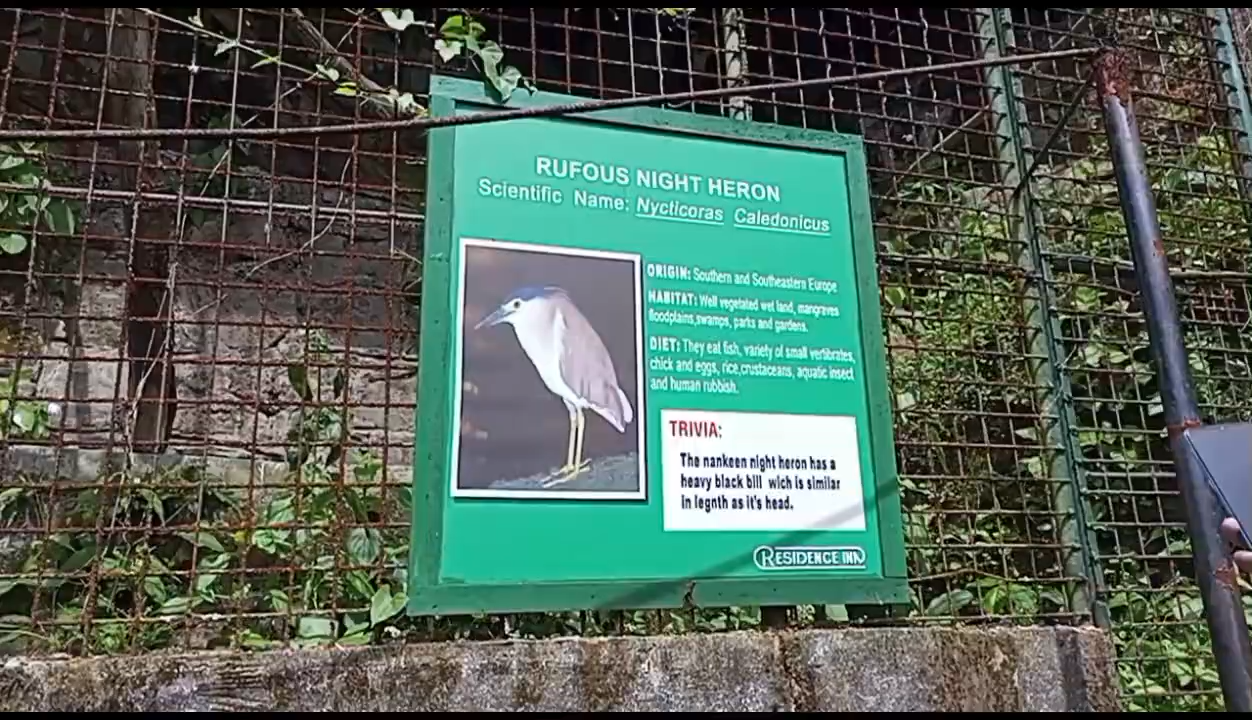 RUFOUS NIGHT HERON
Scientific Name: Nycticoras Caledonicus
ORIGIN: Southern and Southeastern Europe
HABITAT: Well vegetated wet land, mangraves
floodplains,swamps, parks and gardens.
DIET: They eat fish, variety of small vertibrates,
chick and eggs, rice,crustaceans, aquatic insect
and human rubbish.
TRIVIA:
The nankeen night heron has a
heavy black bill wich is similar
in legnth as it's head.
RESIDENCE INN